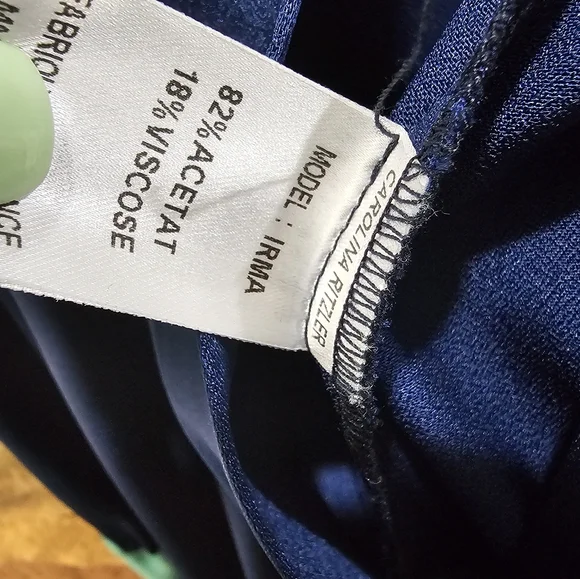 CAROLINA RITZLER
MODEL : IRMA
82% ACETAT
18% VISCOSE